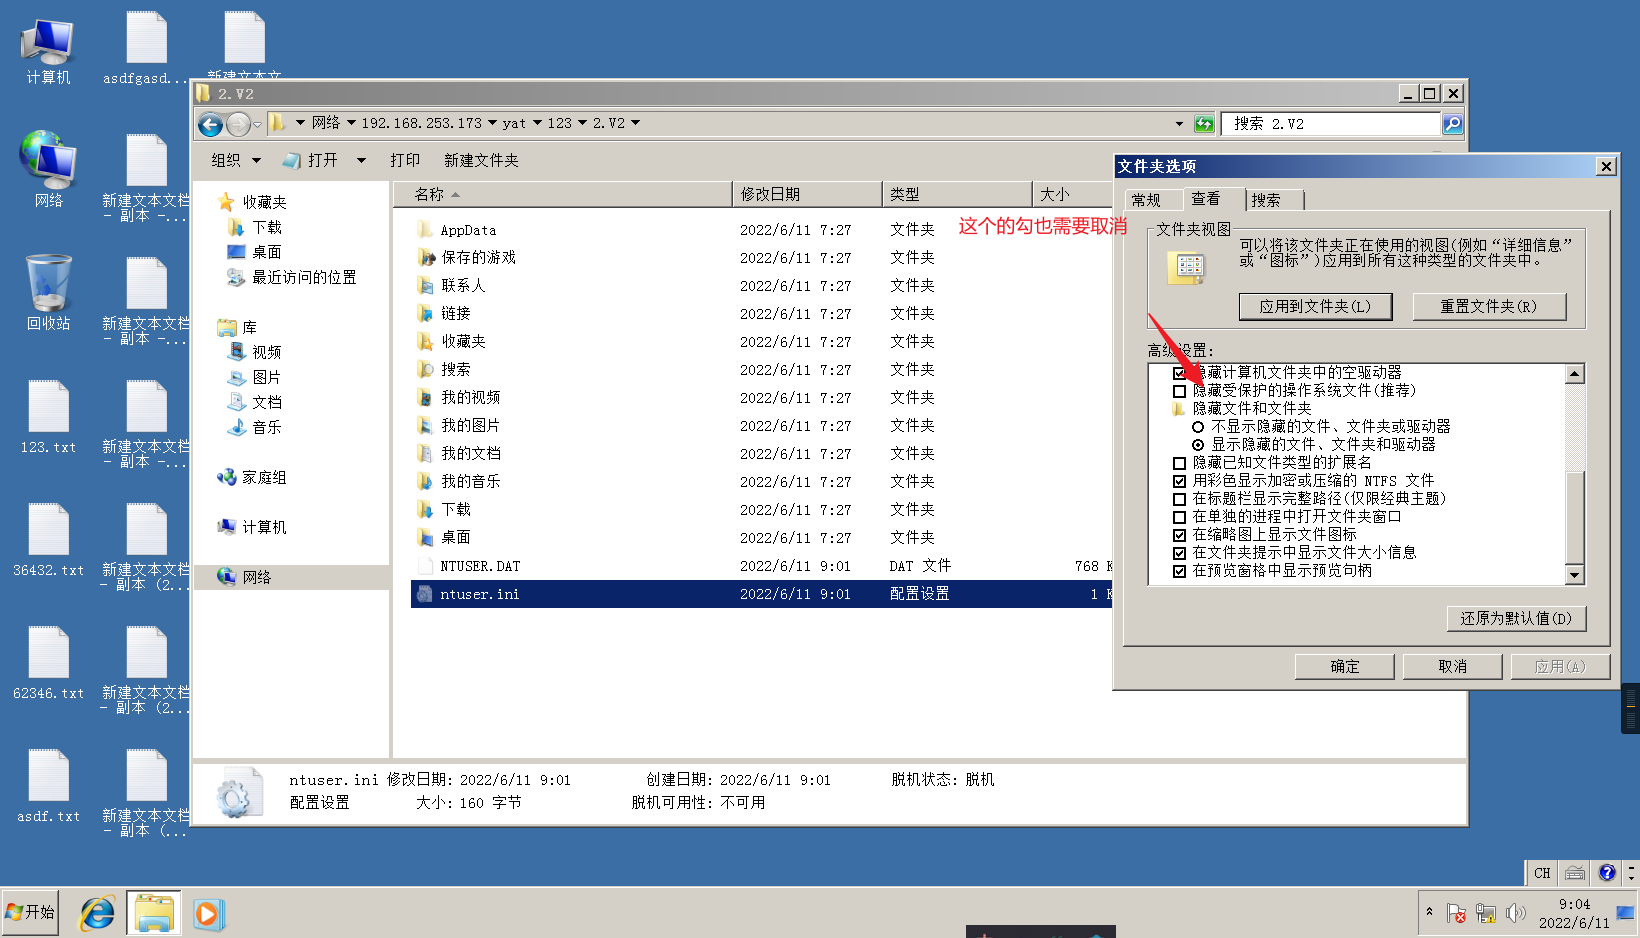 计算机
asdfgasd...
新建文本文
网络
新建文本文档
- 副本 -...
回收站
新建文本文档
- 副本 -...
123.txt
新建文本文档
- 副本 -...
36432.txt
新建文本文档
- 副本 (2...
62346.txt
新建文本文档
- 副本 (2...
asdf.txt
新建文本文档
- 副本 (...
2.V2
网络 192.168.253.173 yat 123 2.V2
搜索 2.V2
组织 打开 打印 新建文件夹
收藏夹
下载
桌面
最近访问的位置
库
视频
图片
文档
音乐
家庭组
计算机
网络
名称 修改日期 类型 大小
AppData 2022/6/11 7:27 文件夹
保存的游戏 2022/6/11 7:27 文件夹
联系人 2022/6/11 7:27 文件夹
链接 2022/6/11 7:27 文件夹
收藏夹 2022/6/11 7:27 文件夹
搜索 2022/6/11 7:27 文件夹
我的视频 2022/6/11 7:27 文件夹
我的图片 2022/6/11 7:27 文件夹
我的文档 2022/6/11 7:27 文件夹
我的音乐 2022/6/11 7:27 文件夹
下载 2022/6/11 7:27 文件夹
桌面 2022/6/11 7:27 文件夹
NTUSER.DAT 2022/6/11 9:01 DAT 文件 768 K
ntuser.ini 2022/6/11 9:01 配置设置 1 K
这个的勾也需要取消
ntuser.ini 修改日期: 2022/6/11 9:01 创建日期: 2022/6/11 9:01 脱机状态: 脱机
配置设置 大小: 160 字节 脱机可用性: 不可用
文件夹选项
常规 查看 搜索
文件夹视图
可以将该文件夹正在使用的视图(例如“详细信息”
或“图标”)应用到所有这种类型的文件夹中。
应用到文件夹(L) 重置文件夹(R)
高级设置:
隐藏计算机文件夹中的空驱动器
隐藏受保护的操作系统文件(推荐)
隐藏文件和文件夹
不显示隐藏的文件、文件夹或驱动器
显示隐藏的文件、文件夹和驱动器
隐藏已知文件类型的扩展名
用彩色显示加密或压缩的 NTFS 文件
在标题栏显示完整路径(仅限经典主题)
在单独的进程中打开文件夹窗口
在缩略图上显示文件图标
在文件夹提示中显示文件大小信息
在预览窗格中显示预览句柄
还原为默认值(D)
确定 取消 应用(A)
CH
开始
9:04
2022/6/11